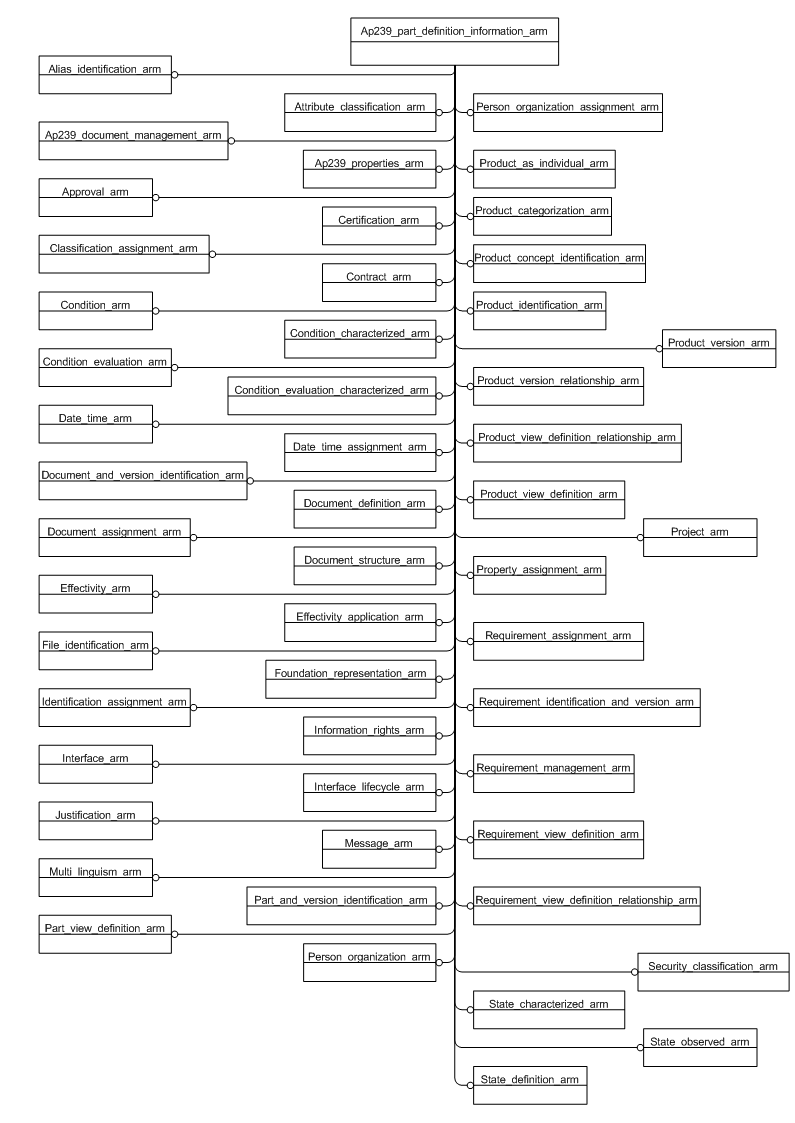 Ap239_part_definition_information_arm
Alias_identification_arm
Attribute_classification_arm
Person_organization_assignment_arm
Ap239_document_management_arm
Ap239_properties_arm
Product_as_individual_arm
Approval_arm
Certification_arm
Product_categorization_arm
Classification_assignment_arm
Product_concept_identification_arm
Contract_arm
Condition_arm
Product_identification_arm
Condition_characterized_arm
Product_version_arm
Condition_evaluation_arm
Product_version_relationship_arm
Condition_evaluation_characterized_arm
Date_time_arm
Product_view_definition_relationship_arm
Date_time_assignment_arm
Document_and_version_identification_arm
Product_view_definition_arm
Document_definition_arm
Document_assignment_arm
Project_arm
Document_structure_arm
Property_assignment_arm
Effectivity_arm
Effectivity_application_arm
Requirement_assignment_arm
File_identification_arm
Foundation_representation_arm
Identification_assignment_arm
Requirement_identification_and_version_arm
Information_rights_arm
Interface_arm
Requirement_management_arm
Interface_lifecycle_arm
Justification_arm
Requirement_view_definition_arm
Message_arm
Multi_linguism_arm
Part_and_version_identification_arm
Requirement_view_definition_relationship_arm
Part_view_definition_arm
Person_organization_arm
Security_classification_arm
State_characterized_arm
State_observed_arm
State_definition_arm